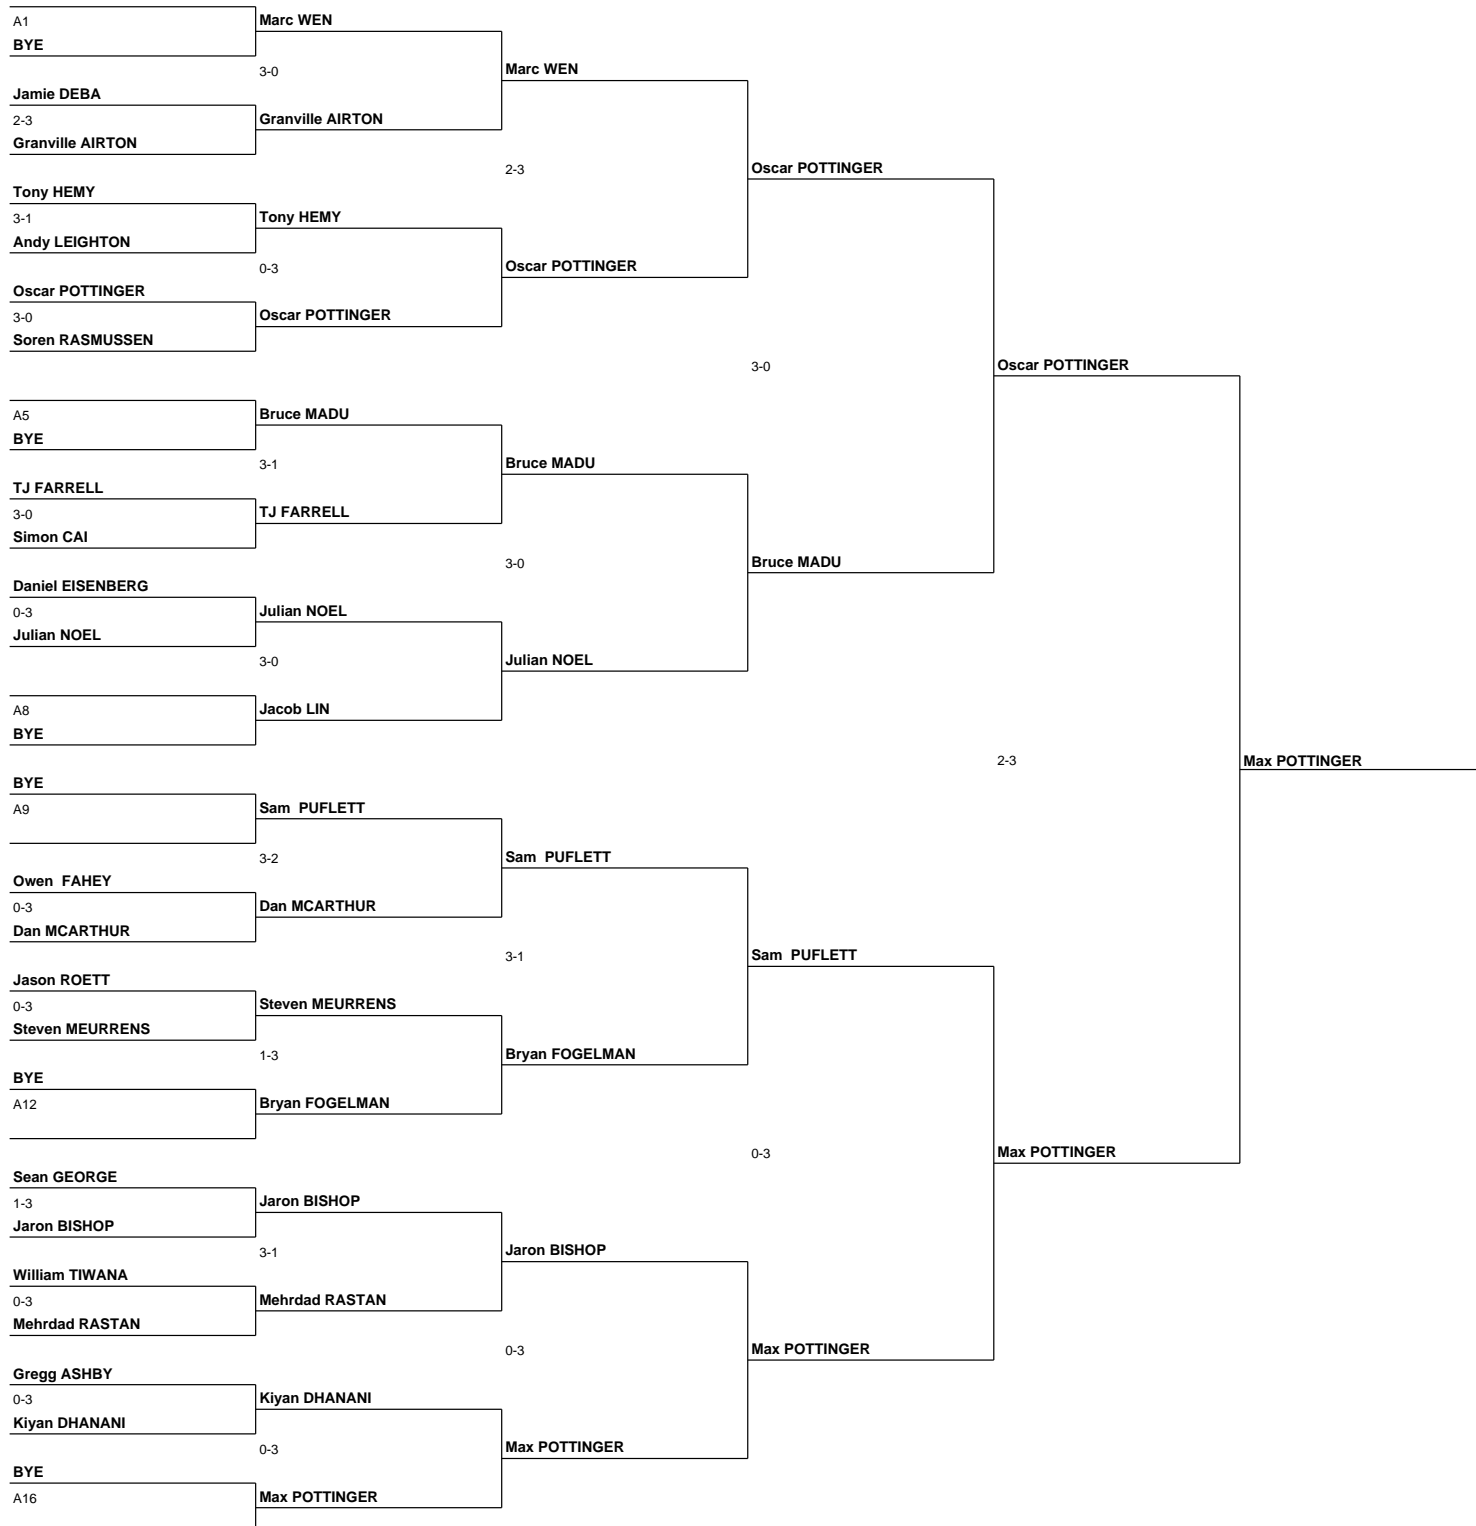 A1
BYE
Marc WEN
3-0
Marc WEN
Jamie DEBA
2-3
Granville AIRTON
Granville AIRTON
2-3
Oscar POTTINGER
Tony HEMY
3-1
Andy LEIGHTON
Tony HEMY
0-3
Oscar POTTINGER
Oscar POTTINGER
3-0
Soren RASMUSSEN
Oscar POTTINGER
3-0
Oscar POTTINGER
A5
BYE
Bruce MADU
3-1
Bruce MADU
TJ FARRELL
3-0
Simon CAI
TJ FARRELL
3-0
Bruce MADU
Daniel EISENBERG
0-3
Julian NOEL
Julian NOEL
3-0
Julian NOEL
A8
BYE
Jacob LIN
2-3
Max POTTINGER
BYE
A9
Sam  PUFLETT
3-2
Sam  PUFLETT
Owen  FAHEY
0-3
Dan MCARTHUR
Dan MCARTHUR
3-1
Sam  PUFLETT
Jason ROETT
0-3
Steven MEURRENS
Steven MEURRENS
1-3
Bryan FOGELMAN
BYE
A12
Bryan FOGELMAN
0-3
Max POTTINGER
Sean GEORGE
1-3
Jaron BISHOP
Jaron BISHOP
3-1
Jaron BISHOP
William TIWANA
0-3
Mehrdad RASTAN
Mehrdad RASTAN
0-3
Max POTTINGER
Gregg ASHBY
0-3
Kiyan DHANANI
Kiyan DHANANI
0-3
Max POTTINGER
BYE
A16
Max POTTINGER